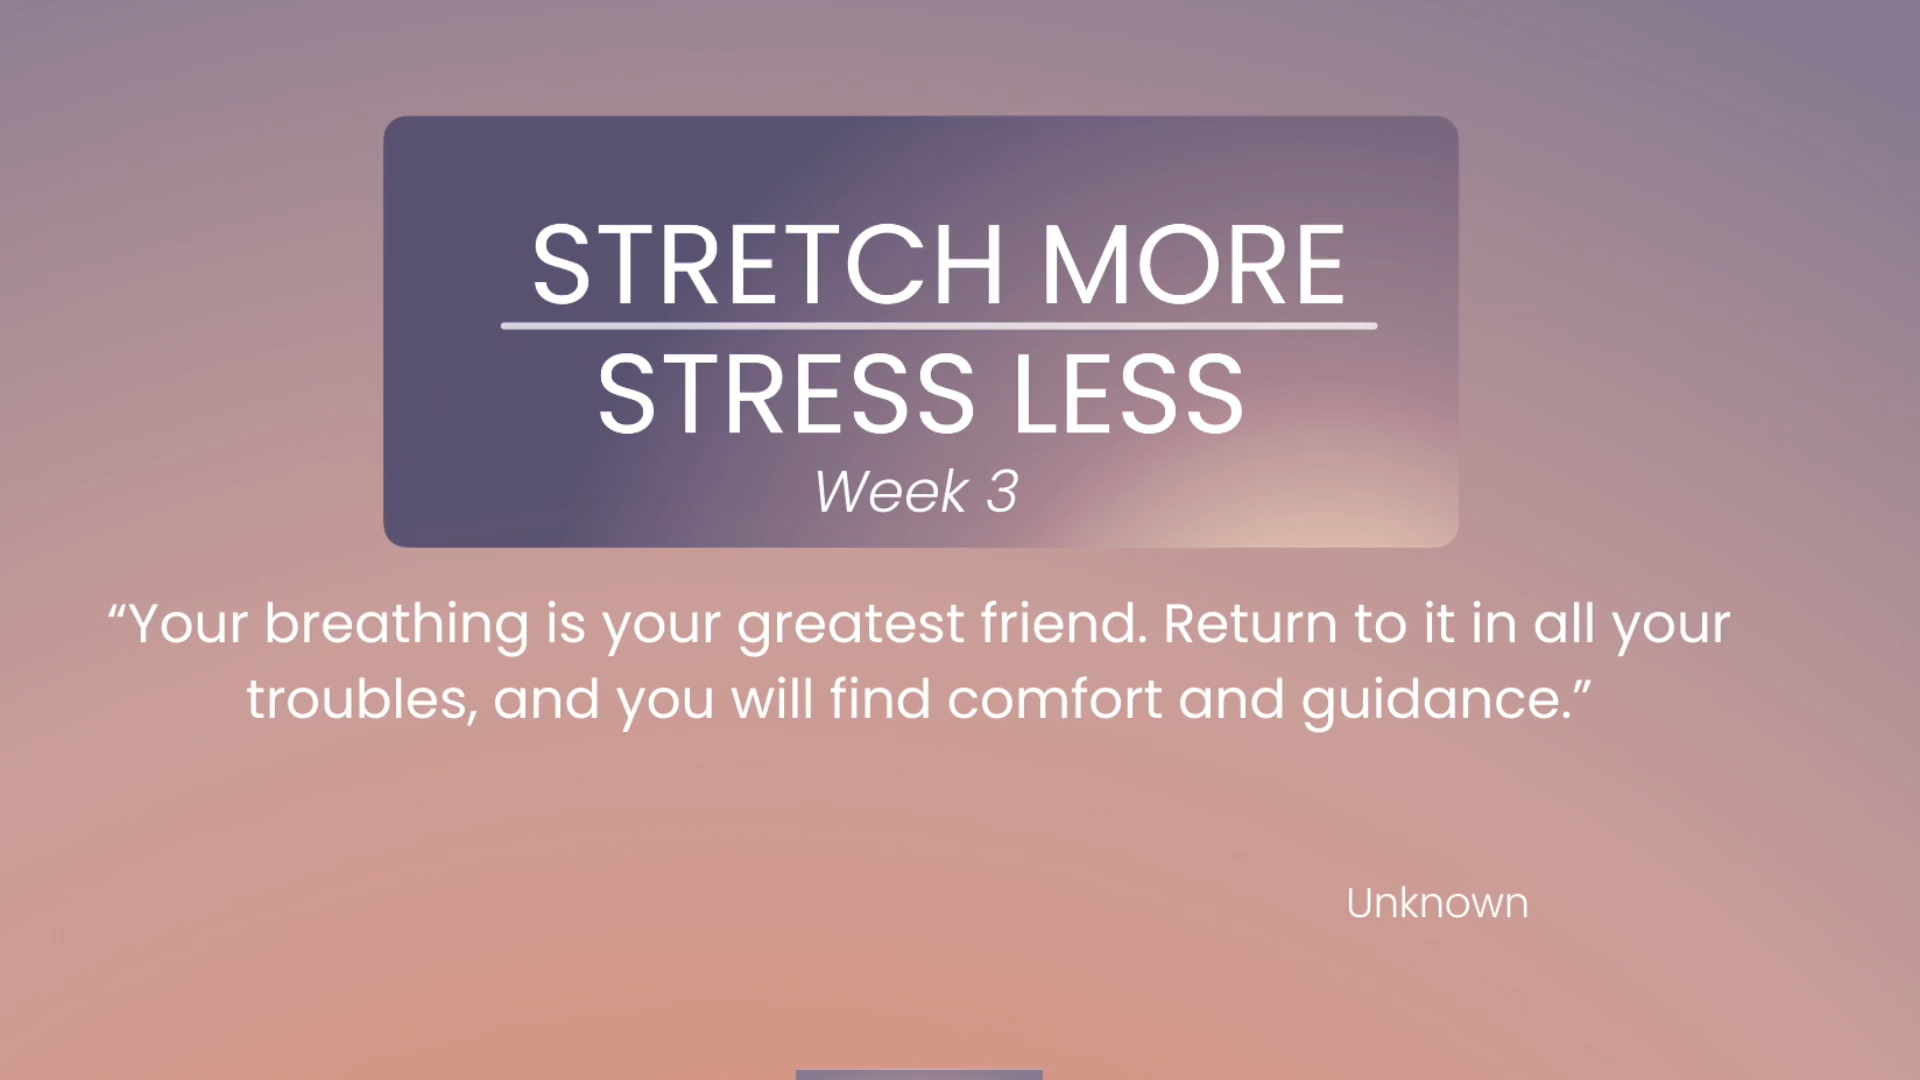 STRETCH MORE
STRESS LESS
Week 3
“Your breathing is your greatest friend. Return to it in all your
troubles, and you will find comfort and guidance.”
Unknown